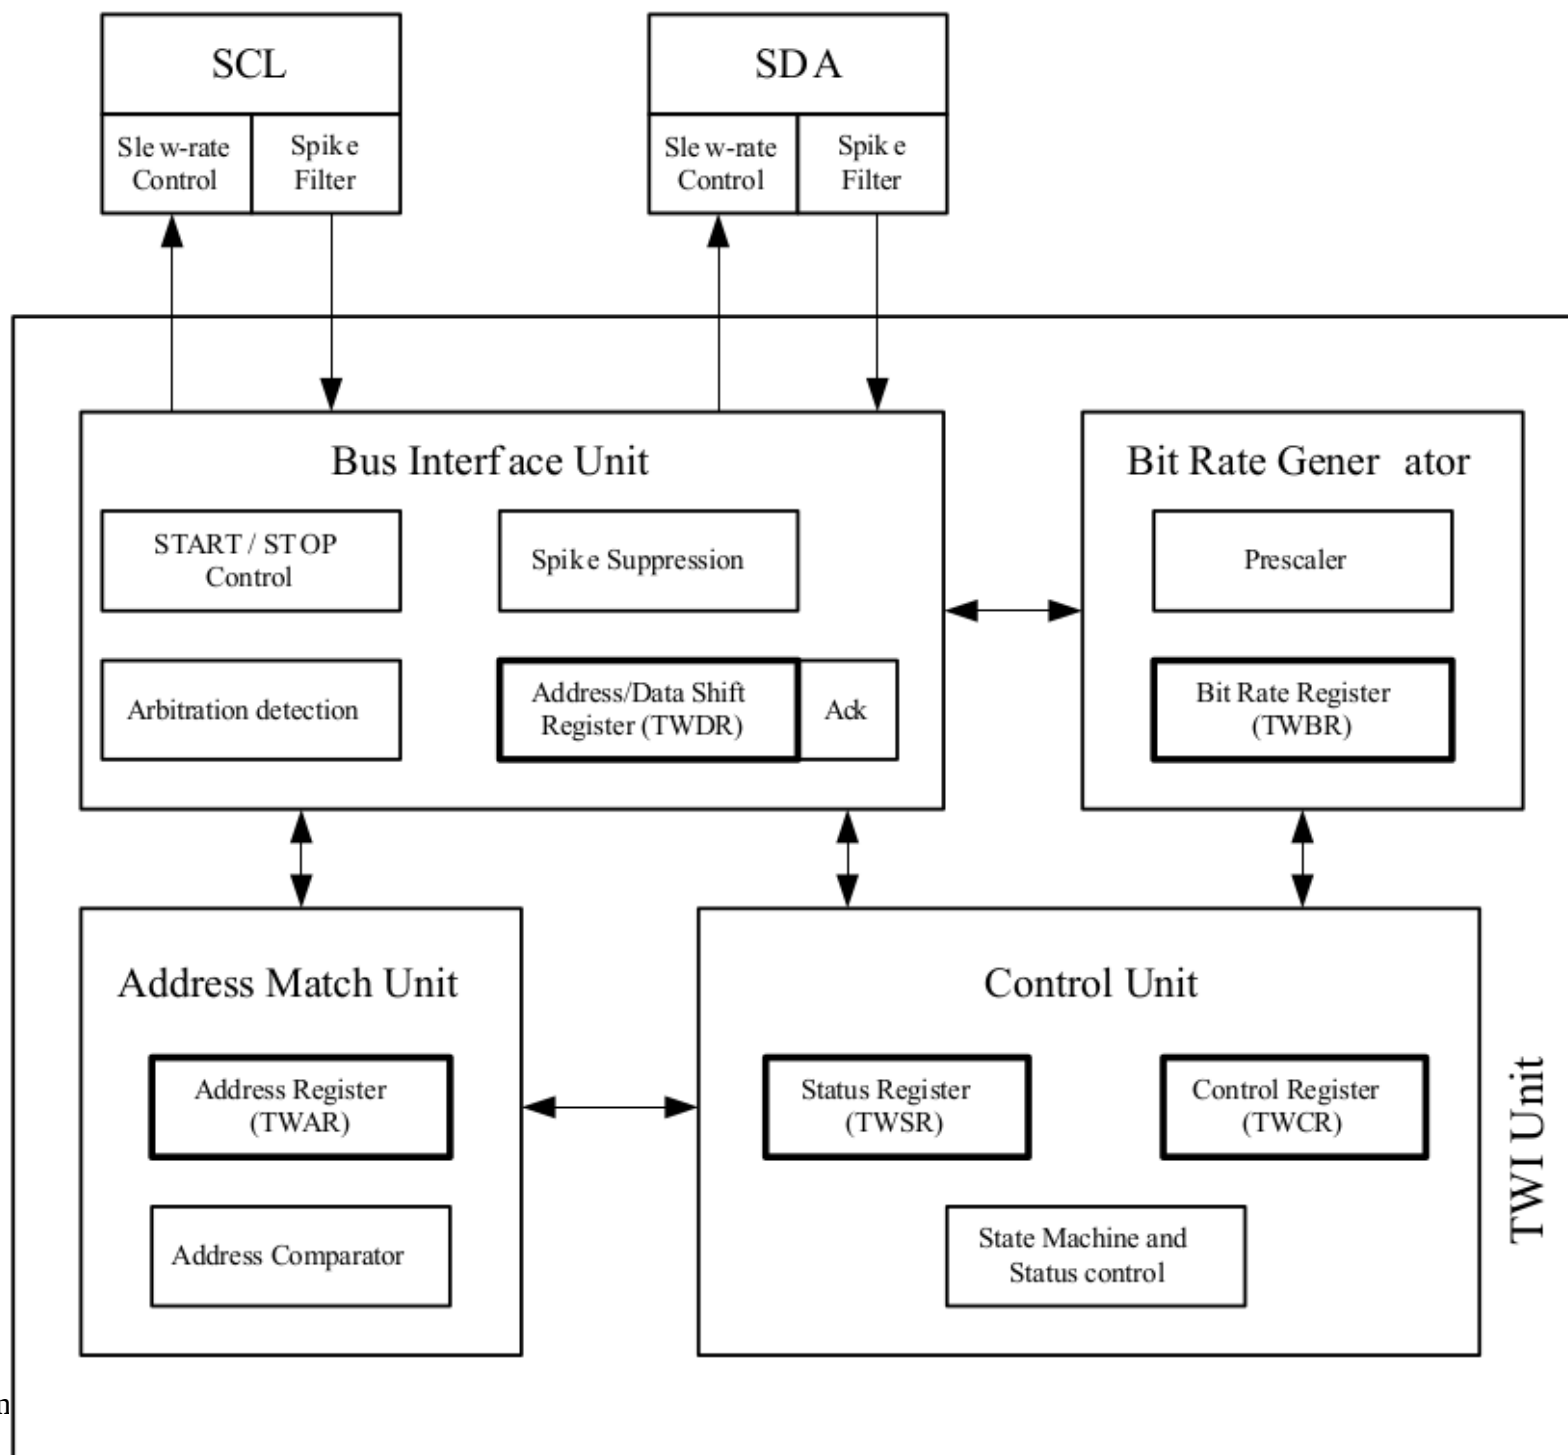 SCL
SDA
Slew-rate
Control
Spike
Filter
Slew-rate
Control
Spike
Filter
Bus Interface Unit
START / STOP
Control
Spike Suppression
Arbitration detection
Address/Data Shift
Register (TWDR)
Ack
Bit Rate Gener ator
Prescaler
Bit Rate Register
(TWBR)
Address Match Unit
Address Register
(TWAR)
Address Comparator
Control Unit
Status Register
(TWSR)
Control Register
(TWCR)
State Machine and
Status control
TWI Unit